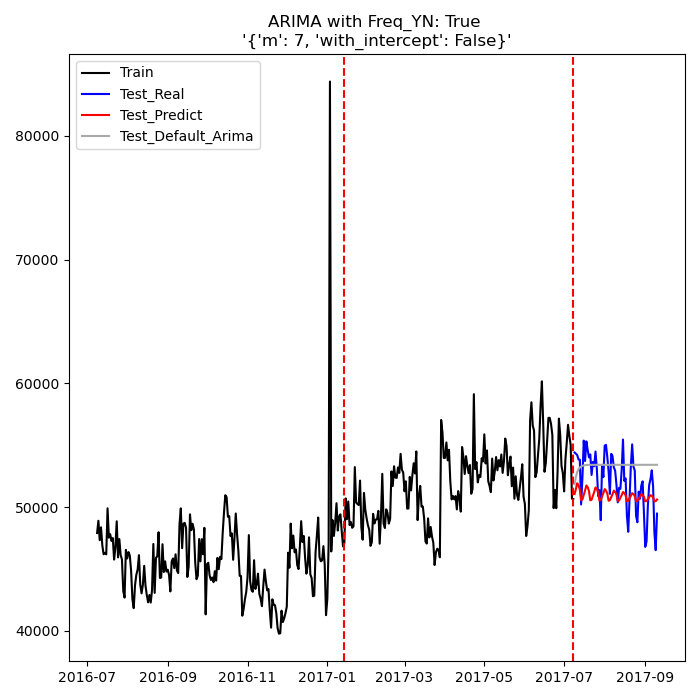 ARIMA with Freq_YN: True
'{'m': 7, 'with_intercept': False}'
Train
Test_Real
Test_Predict
Test_Default_Arima
80000
70000
60000
50000
40000
2016-07 2016-09 2016-11 2017-01 2017-03 2017-05 2017-07 2017-09